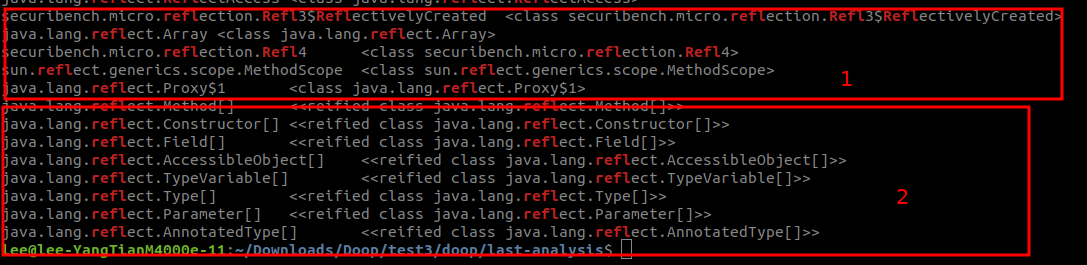 java.lang.reflect.ReflectAccess <class java.lang.reflect.ReflectAccess>
securibench.micro.reflection.Refl3$ReflectivelyCreated  <class securibench.micro.reflection.Refl3$ReflectivelyCreated>
java.lang.reflect.Array <class java.lang.reflect.Array>
securibench.micro.reflection.Refl4      <class securibench.micro.reflection.Refl4>
sun.reflect.generics.scope.MethodScope  <class sun.reflect.generics.scope.MethodScope>
1
java.lang.reflect.Proxy$1       <class java.lang.reflect.Proxy$1>
java.lang.reflect.Method[]      <<reified class java.lang.reflect.Method[]>>
java.lang.reflect.Constructor[] <<reified class java.lang.reflect.Constructor[]>>
java.lang.reflect.Field[]       <<reified class java.lang.reflect.Field[]>>
java.lang.reflect.AccessibleObject[]    <<reified class java.lang.reflect.AccessibleObject[]>>
java.lang.reflect.TypeVariable[]        <<reified class java.lang.reflect.TypeVariable[]>>
java.lang.reflect.Type[]        <<reified class java.lang.reflect.Type[]>>
2
java.lang.reflect.Parameter[]   <<reified class java.lang.reflect.Parameter[]>>
java.lang.reflect.AnnotatedType[]       <<reified class java.lang.reflect.AnnotatedType[]>>
lee@lee-YangTianM4000e-11:~/Downloads/Doop/test3/doop/last-analysis$